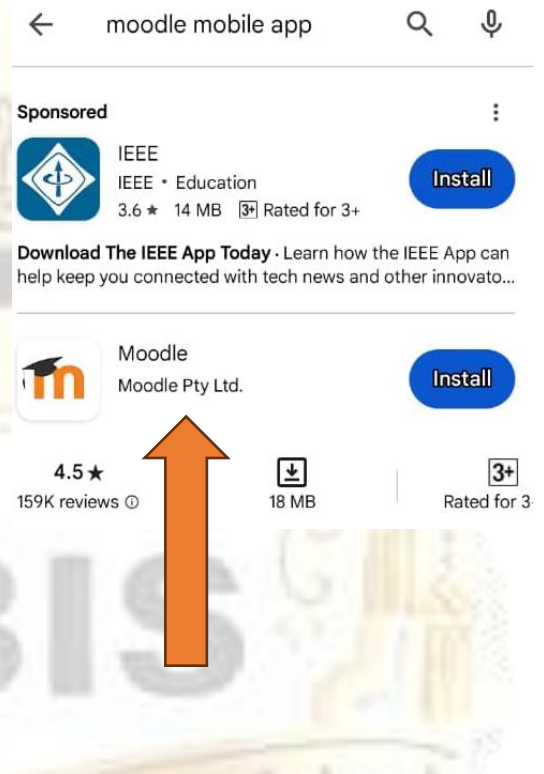 moodle mobile app
Sponsored
IEEE
IEEE • Education
3.6 ★ 14 MB 3+ Rated for 3+
Install
Download The IEEE App Today · Learn how the IEEE App can
help keep you connected with tech news and other innovato...
Moodle
Moodle Pty Ltd.
Install
4.5 ★
159K reviews
18 MB
3+
Rated for 3
BIS